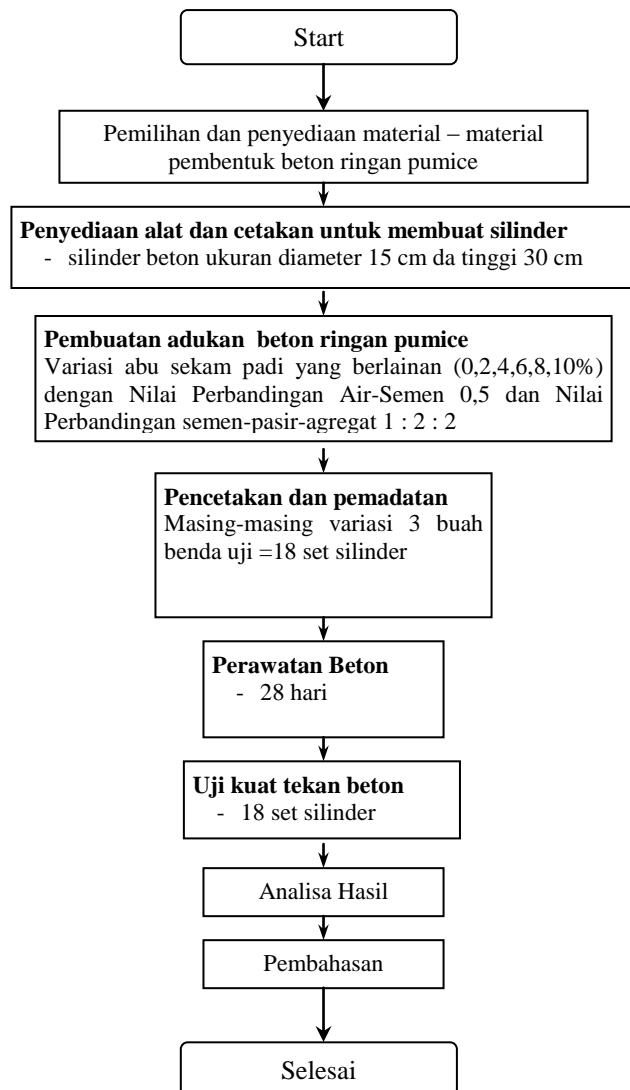 Start
Pemilihan dan penyediaan material – material
pembentuk beton ringan pumice
Penyediaan alat dan cetakan untuk membuat silinder
- silinder beton ukuran diameter 15 cm da tinggi 30 cm
Pembuatan adukan beton ringan pumice
Variasi abu sekam padi yang berlainan (0,2,4,6,8,10%)
dengan Nilai Perbandingan Air-Semen 0,5 dan Nilai
Perbandingan semen-pasir-agregat 1 : 2 : 2
Pencetakan dan pemadatan
Masing-masing variasi 3 buah
benda uji =18 set silinder
Perawatan Beton
- 28 hari
Uji kuat tekan beton
- 18 set silinder
Analisa Hasil
Pembahasan
Selesai